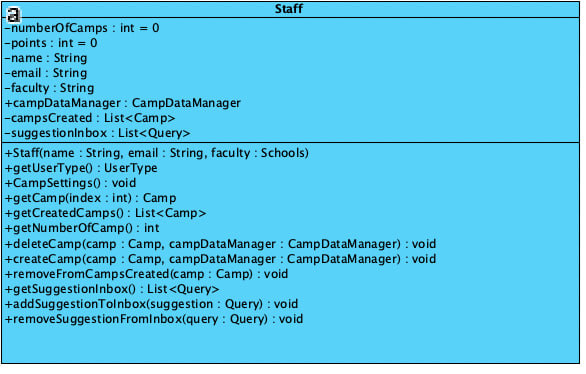 a
Staff
-numberOfCamps : int = 0
-points : int = 0
-name : String
-email : String
-faculty : String
+campDataManager : CampDataManager
-campsCreated : List<Camp>
-suggestionInbox : List<Query>
+Staff(name : String, email : String, faculty : Schools)
+getUserType() : UserType
+CampSettings() : void
+getCamp(index : int) : Camp
+getCreatedCamps() : List<Camp>
+getNumberOfCamp() : int
+deleteCamp(camp : Camp, campDataManager : CampDataManager) : void
+createCamp(camp : Camp, campDataManager : CampDataManager) : void
+removeFromCampsCreated(camp : Camp) : void
+getSuggestionInbox() : List<Query>
+addSuggestionToInbox(suggestion : Query) : void
+removeSuggestionFromInbox(query : Query) : void